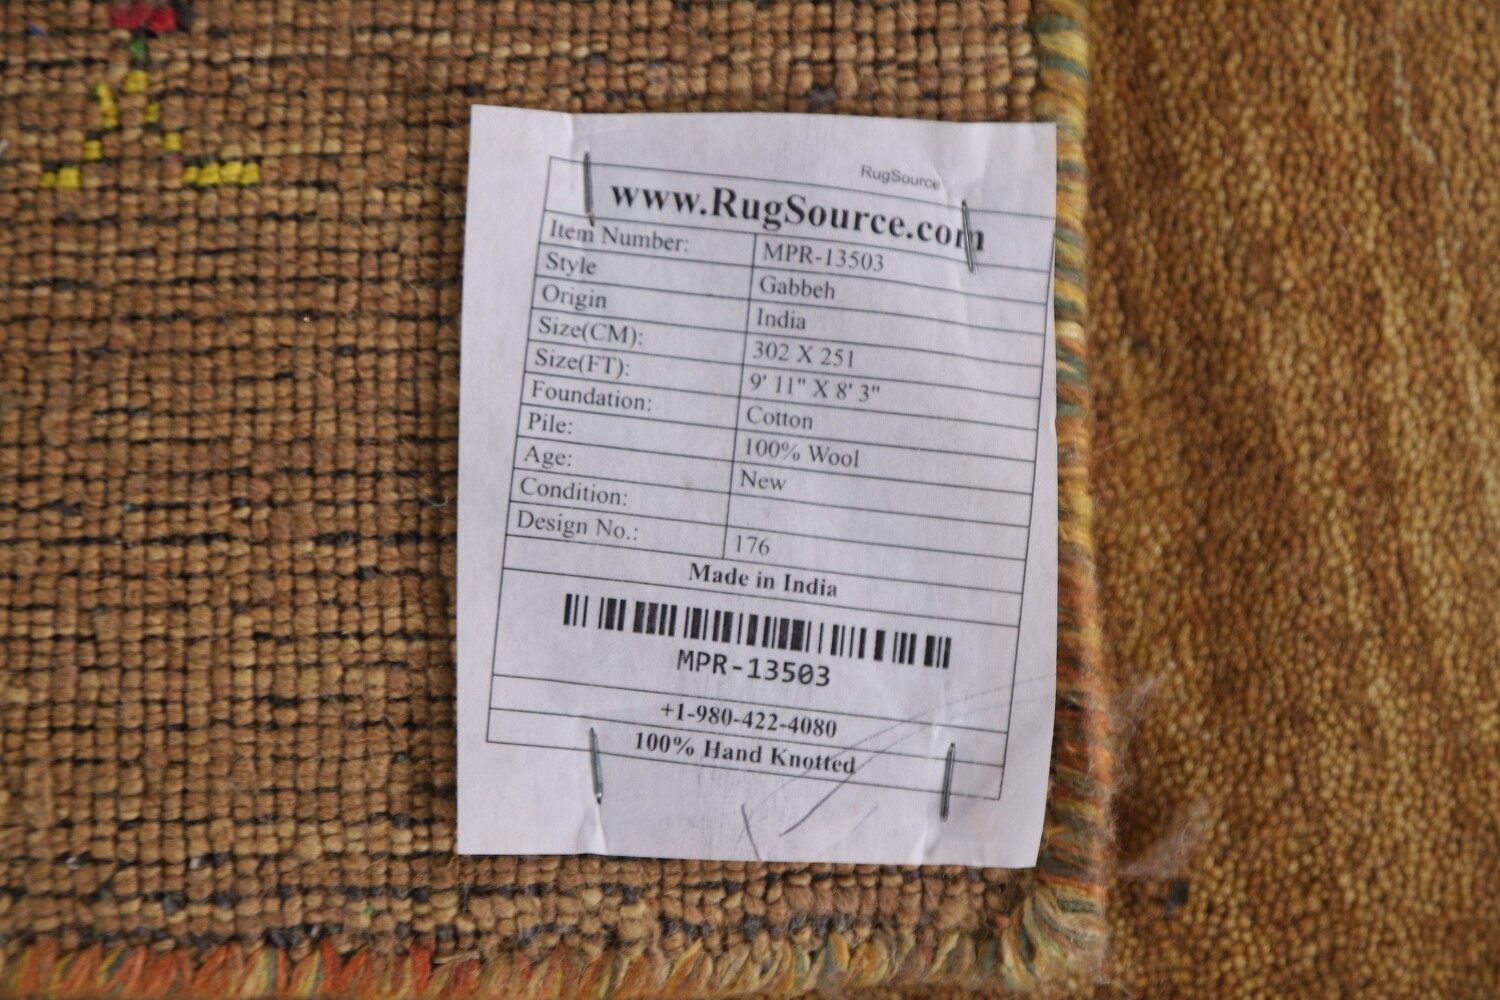 RugSource
www.RugSource.com
Item Number: MPR-13503
Style Gabbeh
Origin India
Size(CM): 302 X 251
Size(FT): 9' 11" X 8' 3"
Foundation: Cotton
Pile: 100% Wool
Age: New
Condition:
Design No.: 176
Made in India
MPR-13503
+1-980-422-4080
100% Hand Knotted